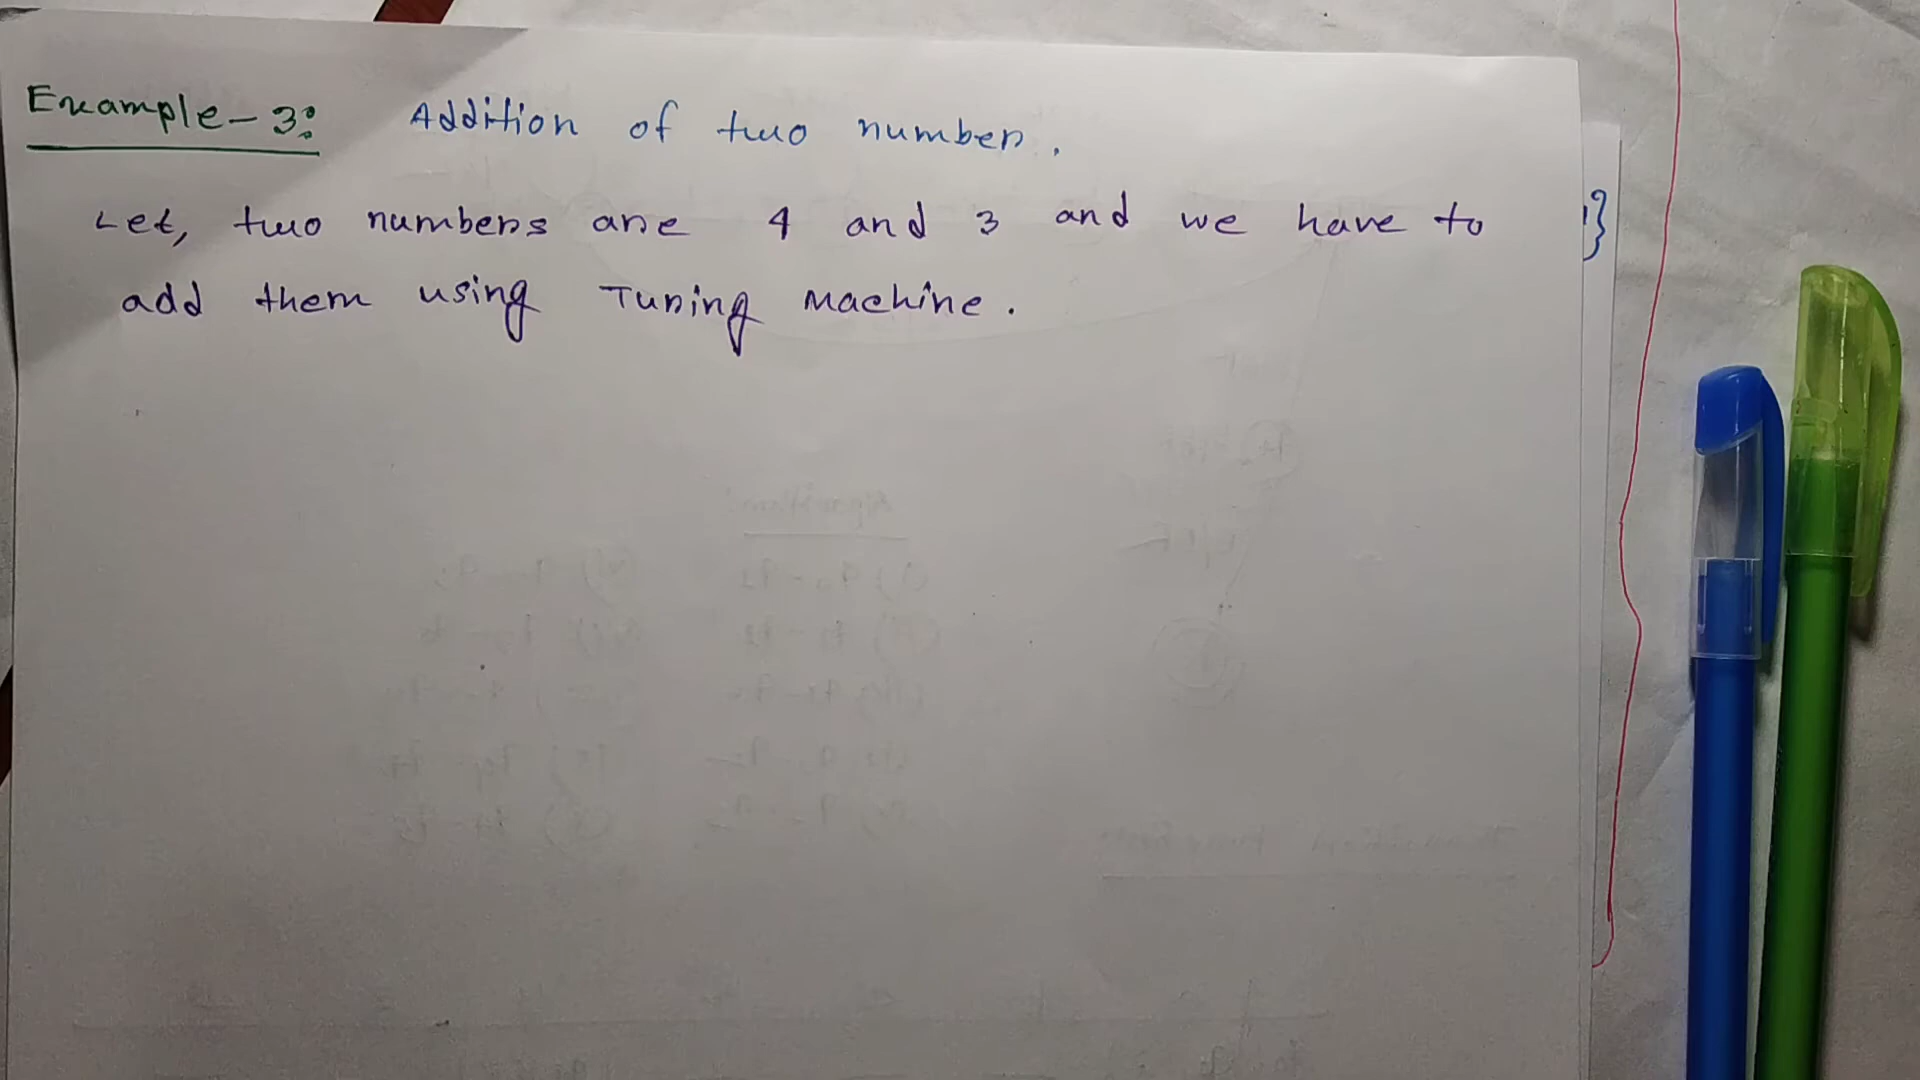 Example-3: Addition of two number.
Let, two numbers are 4 and 3 and we have to
add them using Turing Machine.